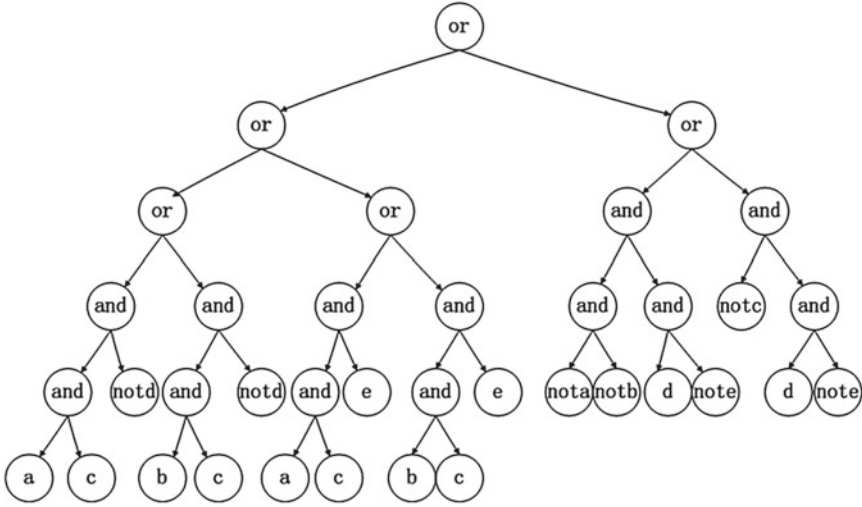 or
or or
or or and and
and and and and and and notc and
and notd and notd and e and e nota notb d note d note
a c b c a c b c